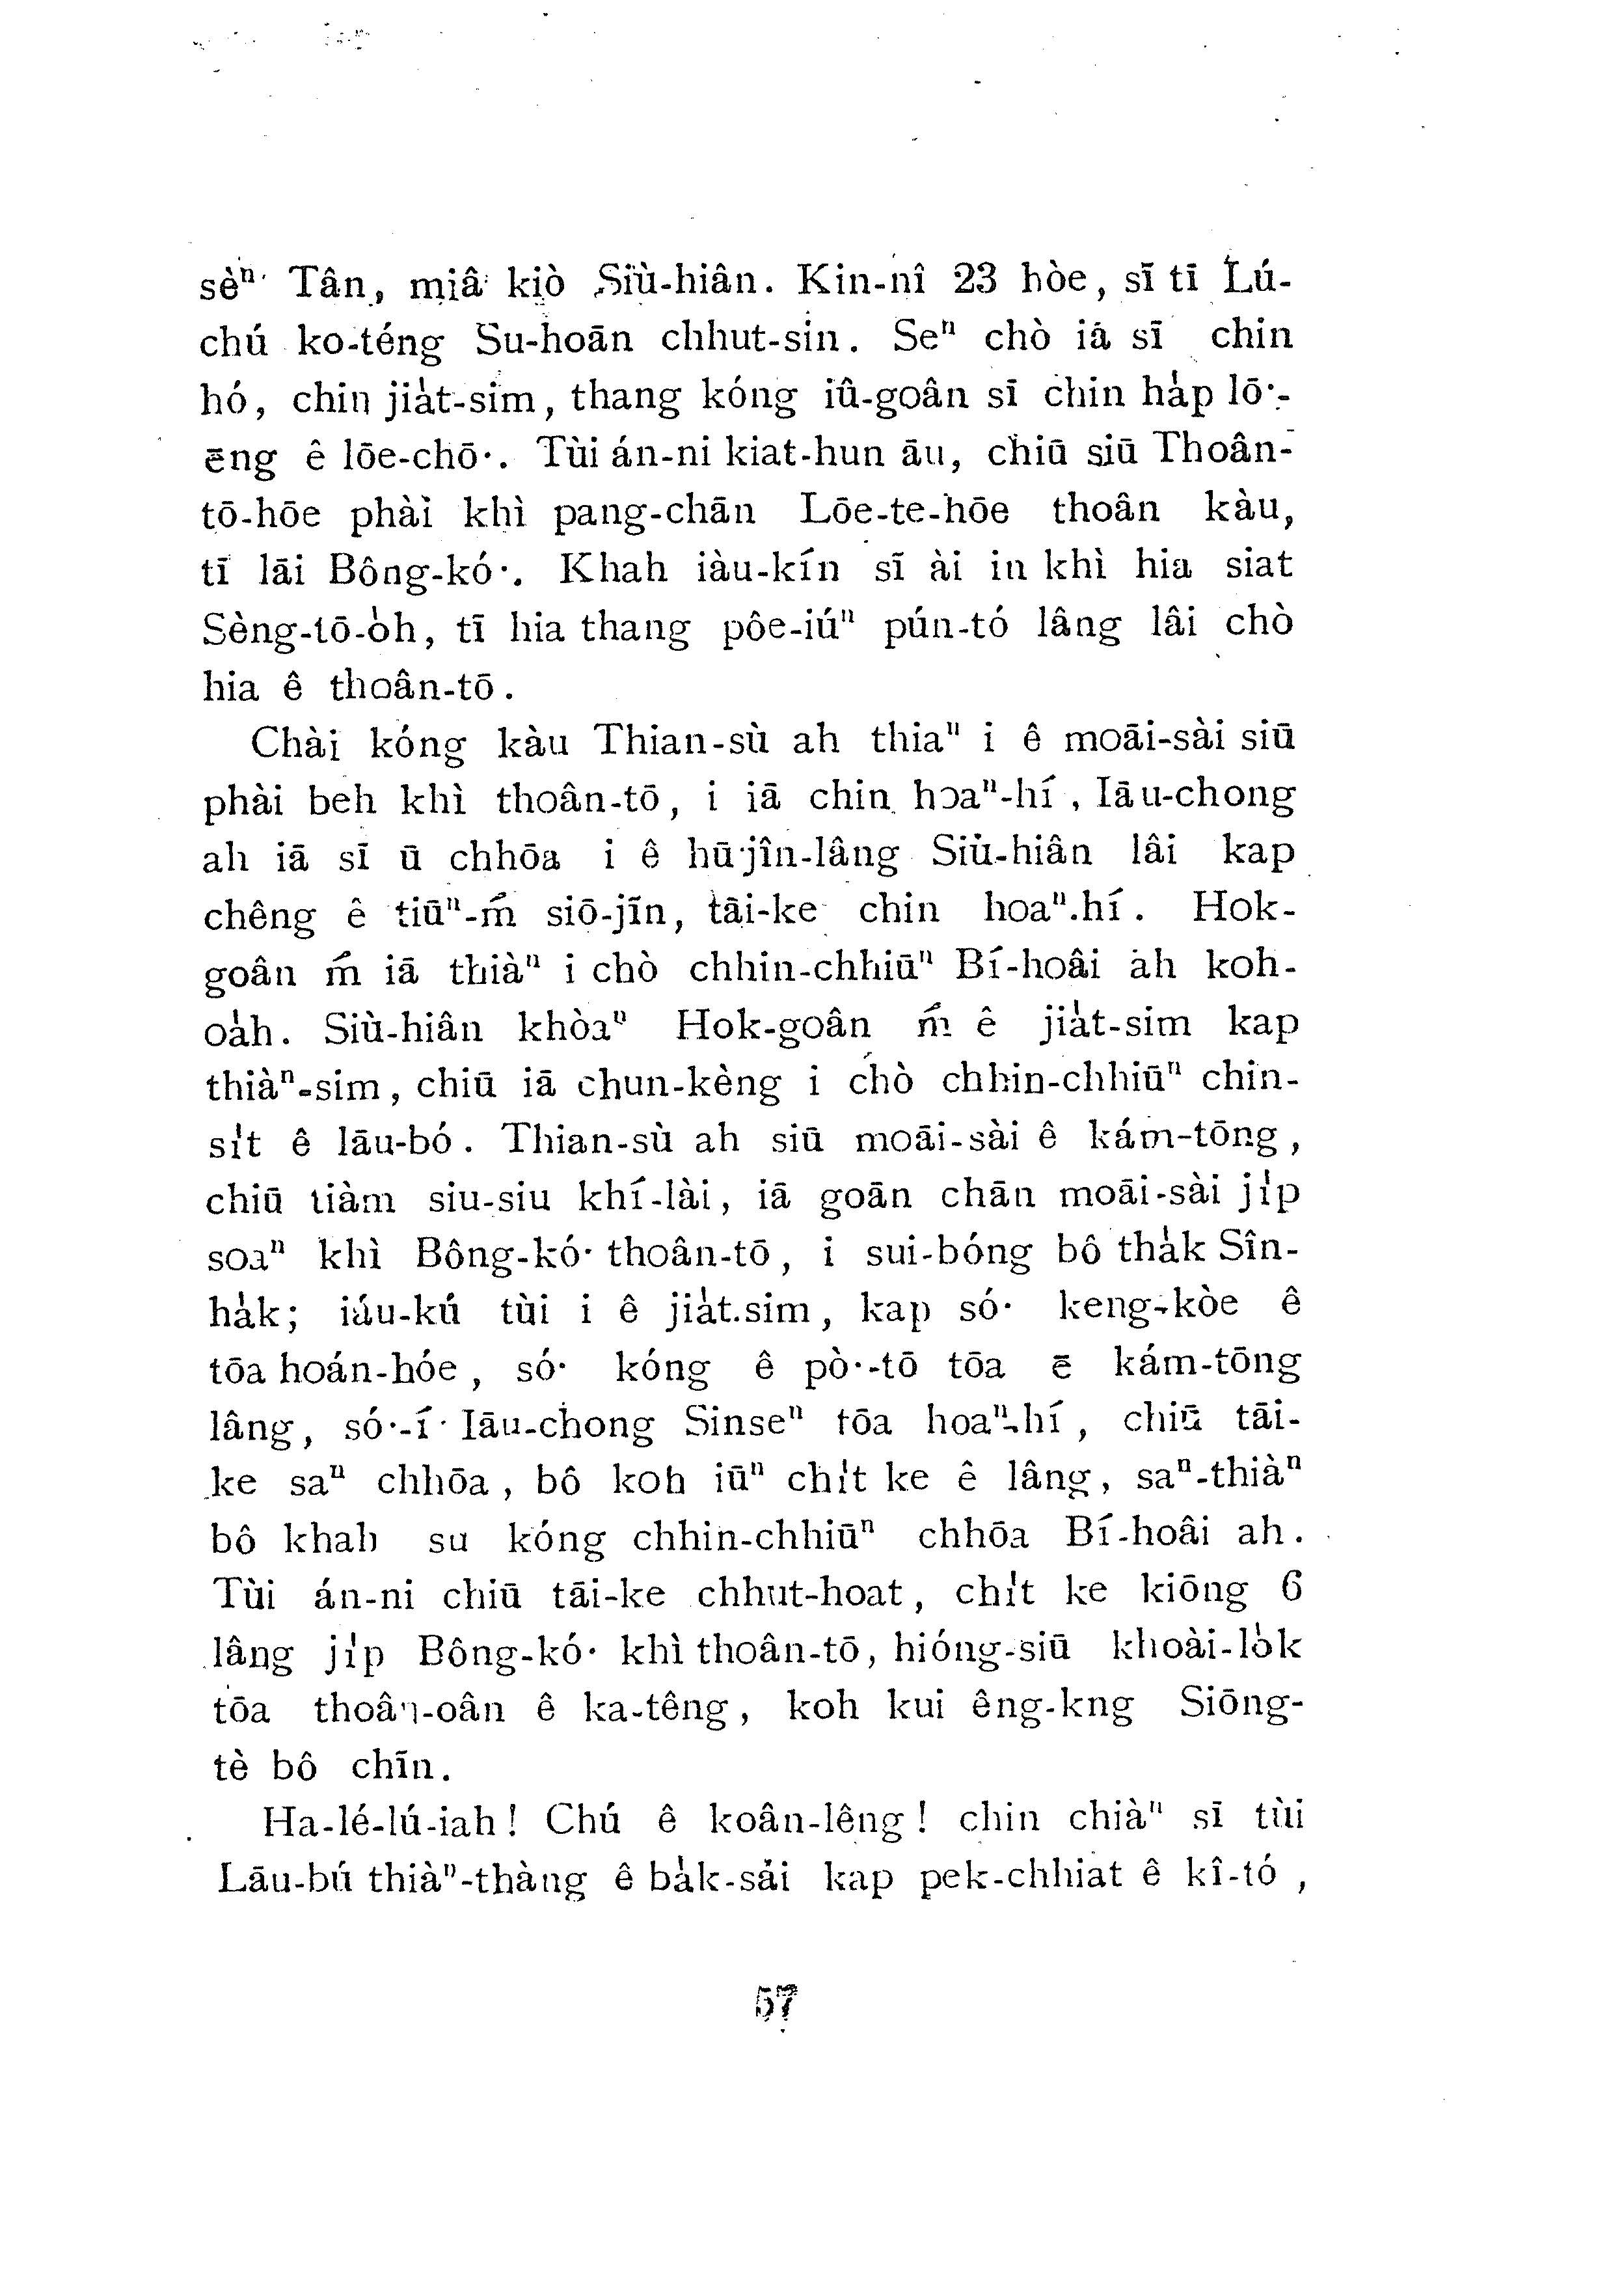 sèⁿ Tân, miâ kiò Siù-hiân. Kin-nî 23 hòe, sī tī Lú-
chú ko-téng Su-hoān chhut-sin. Seⁿ chò iá sī chin
hó, chin jia̍t-sim, thang kóng iû-goân sī chin ha̍p lō͘-
ēng ê lōe-chō͘. Tùi án-ni kiat-hun āu, chiū siū Thoân-
tō-hōe phài khì pang-chān Lōe-te-hōe thoân kàu,
tī lāi Bông-kó͘. Khah iàu-kín sī ài in khì hia siat
Sèng-tō-o̍h, tī hia thang pôe-iúⁿ pún-tó lâng lâi chò
hia ê thoân-tō.
Chài kóng kàu Thian-sù ah thiaⁿ i ê moāi-sài siū
phài beh khì thoân-tō, i iā chin hoaⁿ-hí, Iāu-chong
ah iā sī ū chhōa i ê hū-jîn-lâng Siù-hiân lâi kap
chêng ê tiūⁿ-ḿ siō-jīn, tāi-ke chin hoaⁿ.hí. Hok-
goân ḿ iā thiàⁿ i chò chhin-chhiūⁿ Bí-hoâi ah koh-
oa̍h. Siù-hiân khòaⁿ Hok-goân ḿ ê jia̍t-sim kap
thiàⁿ-sim, chiū iā chun-kèng i chò chhin-chhiūⁿ chin-
si̍t ê lāu-bó. Thian-sù ah siū moāi-sài ê kám-tōng,
chiū tiàm siu-siu khí-lài, iā goān chān moāi-sài ji̍p
soaⁿ khì Bông-kó͘ thoân-tō, i sui-bóng bô tha̍k Sîn-
ha̍k; iáu-kú tùi i ê jia̍t.sim, kap só͘ keng-kòe ê
tōa hoán-hóe, só͘ kóng ê pò͘-tō tōa ē kám-tōng
lâng, só͘-í Iāu-chong Sinseⁿ tōa hoaⁿ-hí, chiū tāi-
ke saⁿ chhōa, bô koh iūⁿ chi̍t ke ê lâng, saⁿ-thiàⁿ
bô khah su kóng chhin-chhiūⁿ chhōa Bí-hoâi ah.
Tùi án-ni chiū tāi-ke chhut-hoat, chi̍t ke kiōng 6
lâng ji̍p Bông-kó͘ khì thoân-tō, hióng-siū khoài-lo̍k
tōa thoân-oân ê ka-têng, koh kui êng-kng Siōng-
tè bô chīn.
Ha-lé-lú-iah! Chú ê koân-lêng! chin chiàⁿ sī tùi
Lāu-bú thiàⁿ-thàng ê ba̍k-sái kap pek-chhiat ê kî-tó,
57